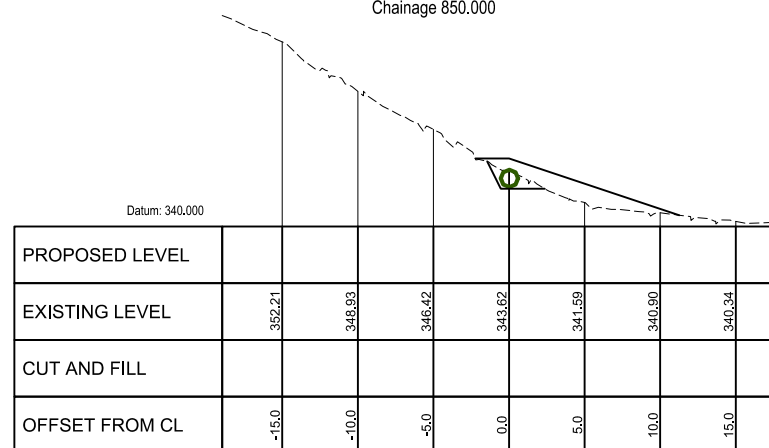 Chainage 850.000
Datum: 340.000
PROPOSED LEVEL
EXISTING LEVEL 352.21 348.93 346.42 343.62 341.59 340.90 340.34
CUT AND FILL
OFFSET FROM CL -15.0 -10.0 -5.0 0.0 5.0 10.0 15.0